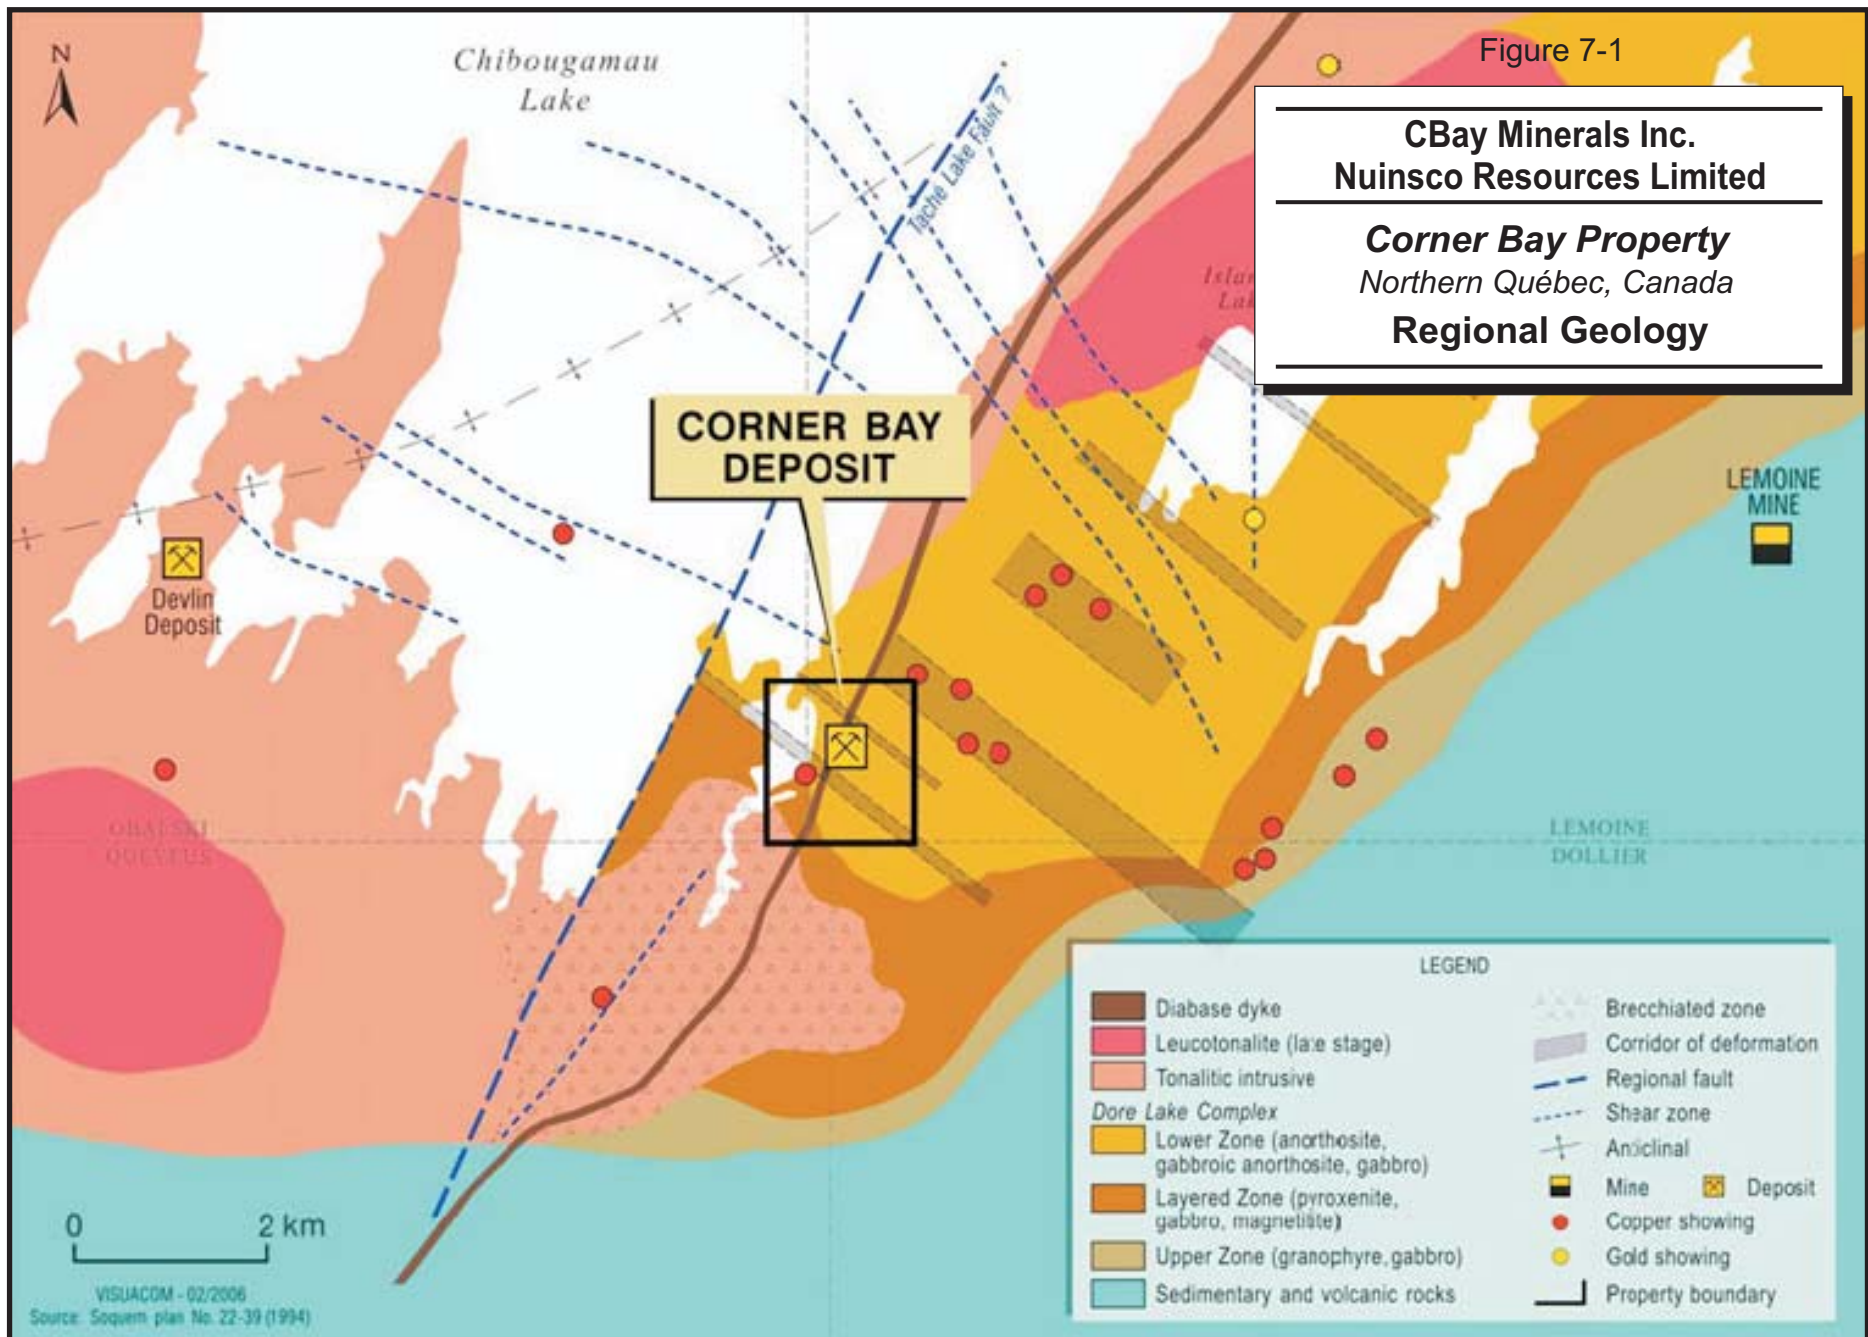 Figure 7-1
CBay Minerals Inc.
Nuinsco Resources Limited
Corner Bay Property
Northern Québec, Canada
Regional Geology
N
Chibougamau
Lake
Taché Lake Fault ?
CORNER BAY
DEPOSIT
LEMOINE
MINE
Devlin
Deposit
OBALSKI
LEMOINE
DOLLIER
0 2 km
VISUACOM - 02/2006
Source: Soquem plan No. 22-39 (1994)
LEGEND
Diabase dyke
Leucotonalite (late stage)
Tonalitic intrusive
Dore Lake Complex
Lower Zone (anorthosite,
gabbroic anorthosite, gabbro)
Layered Zone (pyroxenite,
gabbro, magnetitite)
Upper Zone (granophyre, gabbro)
Sedimentary and volcanic rocks
Brecchiated zone
Corridor of deformation
Regional fault
Shear zone
Anticlinal
Mine Deposit
Copper showing
Gold showing
Property boundary